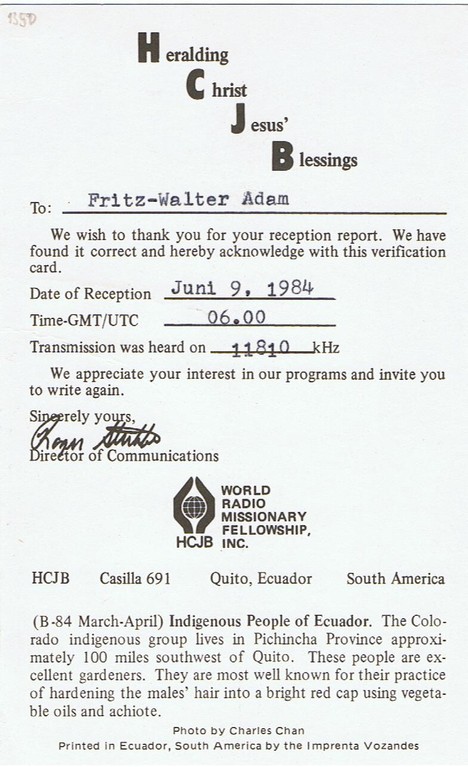 135D
Heralding
Christ
Jesus'
Blessings
To: Fritz-Walter Adam
We wish to thank you for your reception report. We have
found it correct and hereby acknowledge with this verification
card.
Date of Reception Juni 9, 1984
Time-GMT/UTC 06.00
Transmission was heard on 11810 kHz
We appreciate your interest in our programs and invite you
to write again.
Sincerely yours,
Director of Communications
WORLD
RADIO
MISSIONARY
FELLOWSHIP,
HCJB INC.
HCJB Casilla 691 Quito, Ecuador South America
(B-84 March-April) Indigenous People of Ecuador. The Colo-
rado indigenous group lives in Pichincha Province approxi-
mately 100 miles southwest of Quito. These people are ex-
cellent gardeners. They are most well known for their practice
of hardening the males' hair into a bright red cap using vegeta-
ble oils and achiote.
Photo by Charles Chan
Printed in Ecuador, South America by the Imprenta Vozandes